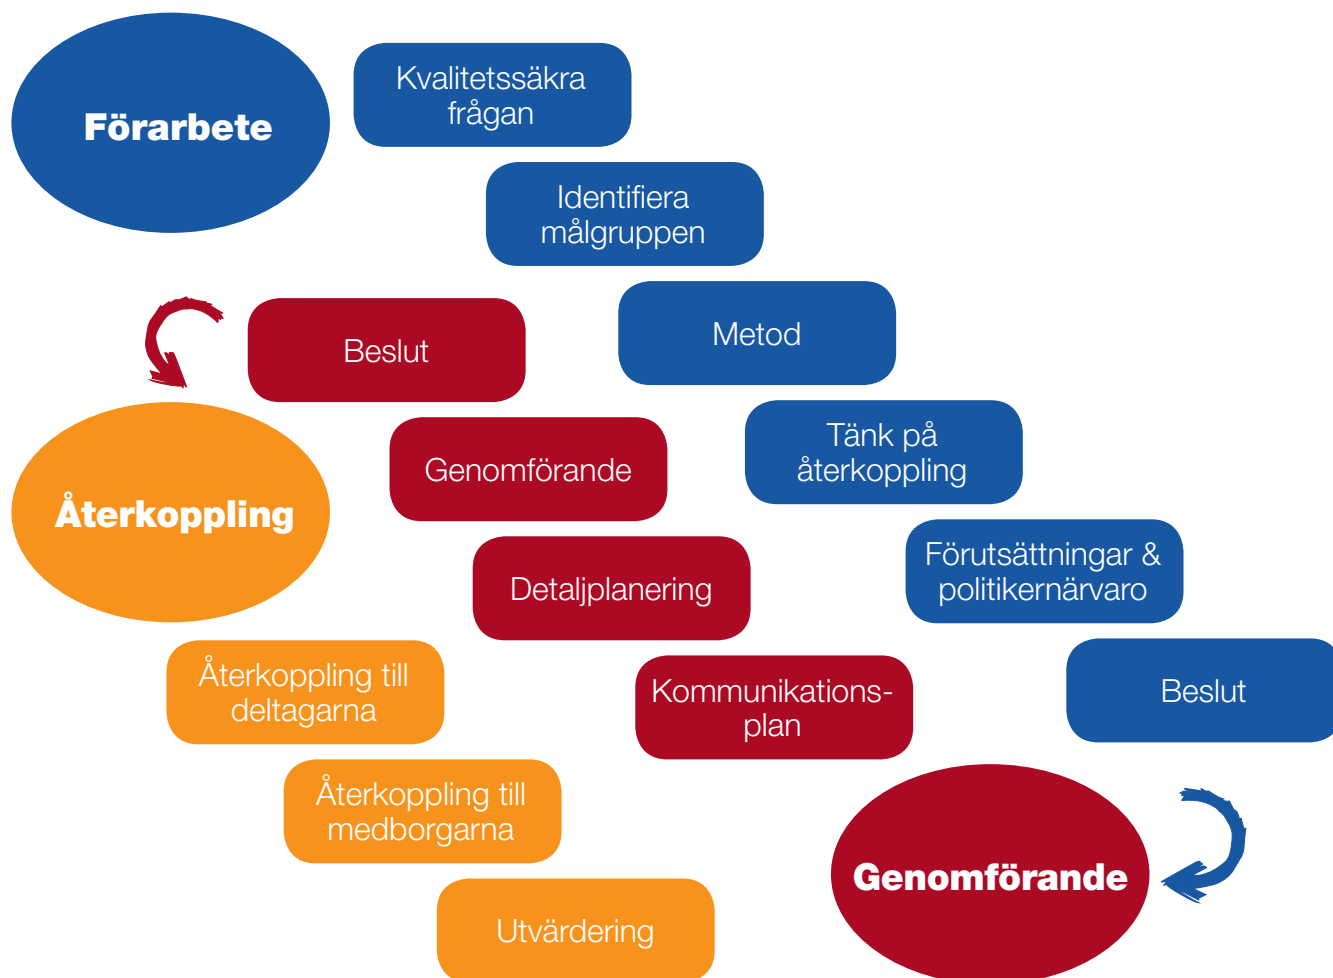 Förarbete
Kvalitetssäkra
frågan
Identifiera
målgruppen
Metod
Tänk på
återkoppling
Förutsättningar &
politikernärvaro
Beslut
Genomförande
Kommunikations-
plan
Detaljplanering
Genomförande
Beslut
Återkoppling
Återkoppling till
deltagarna
Återkoppling till
medborgarna
Utvärdering